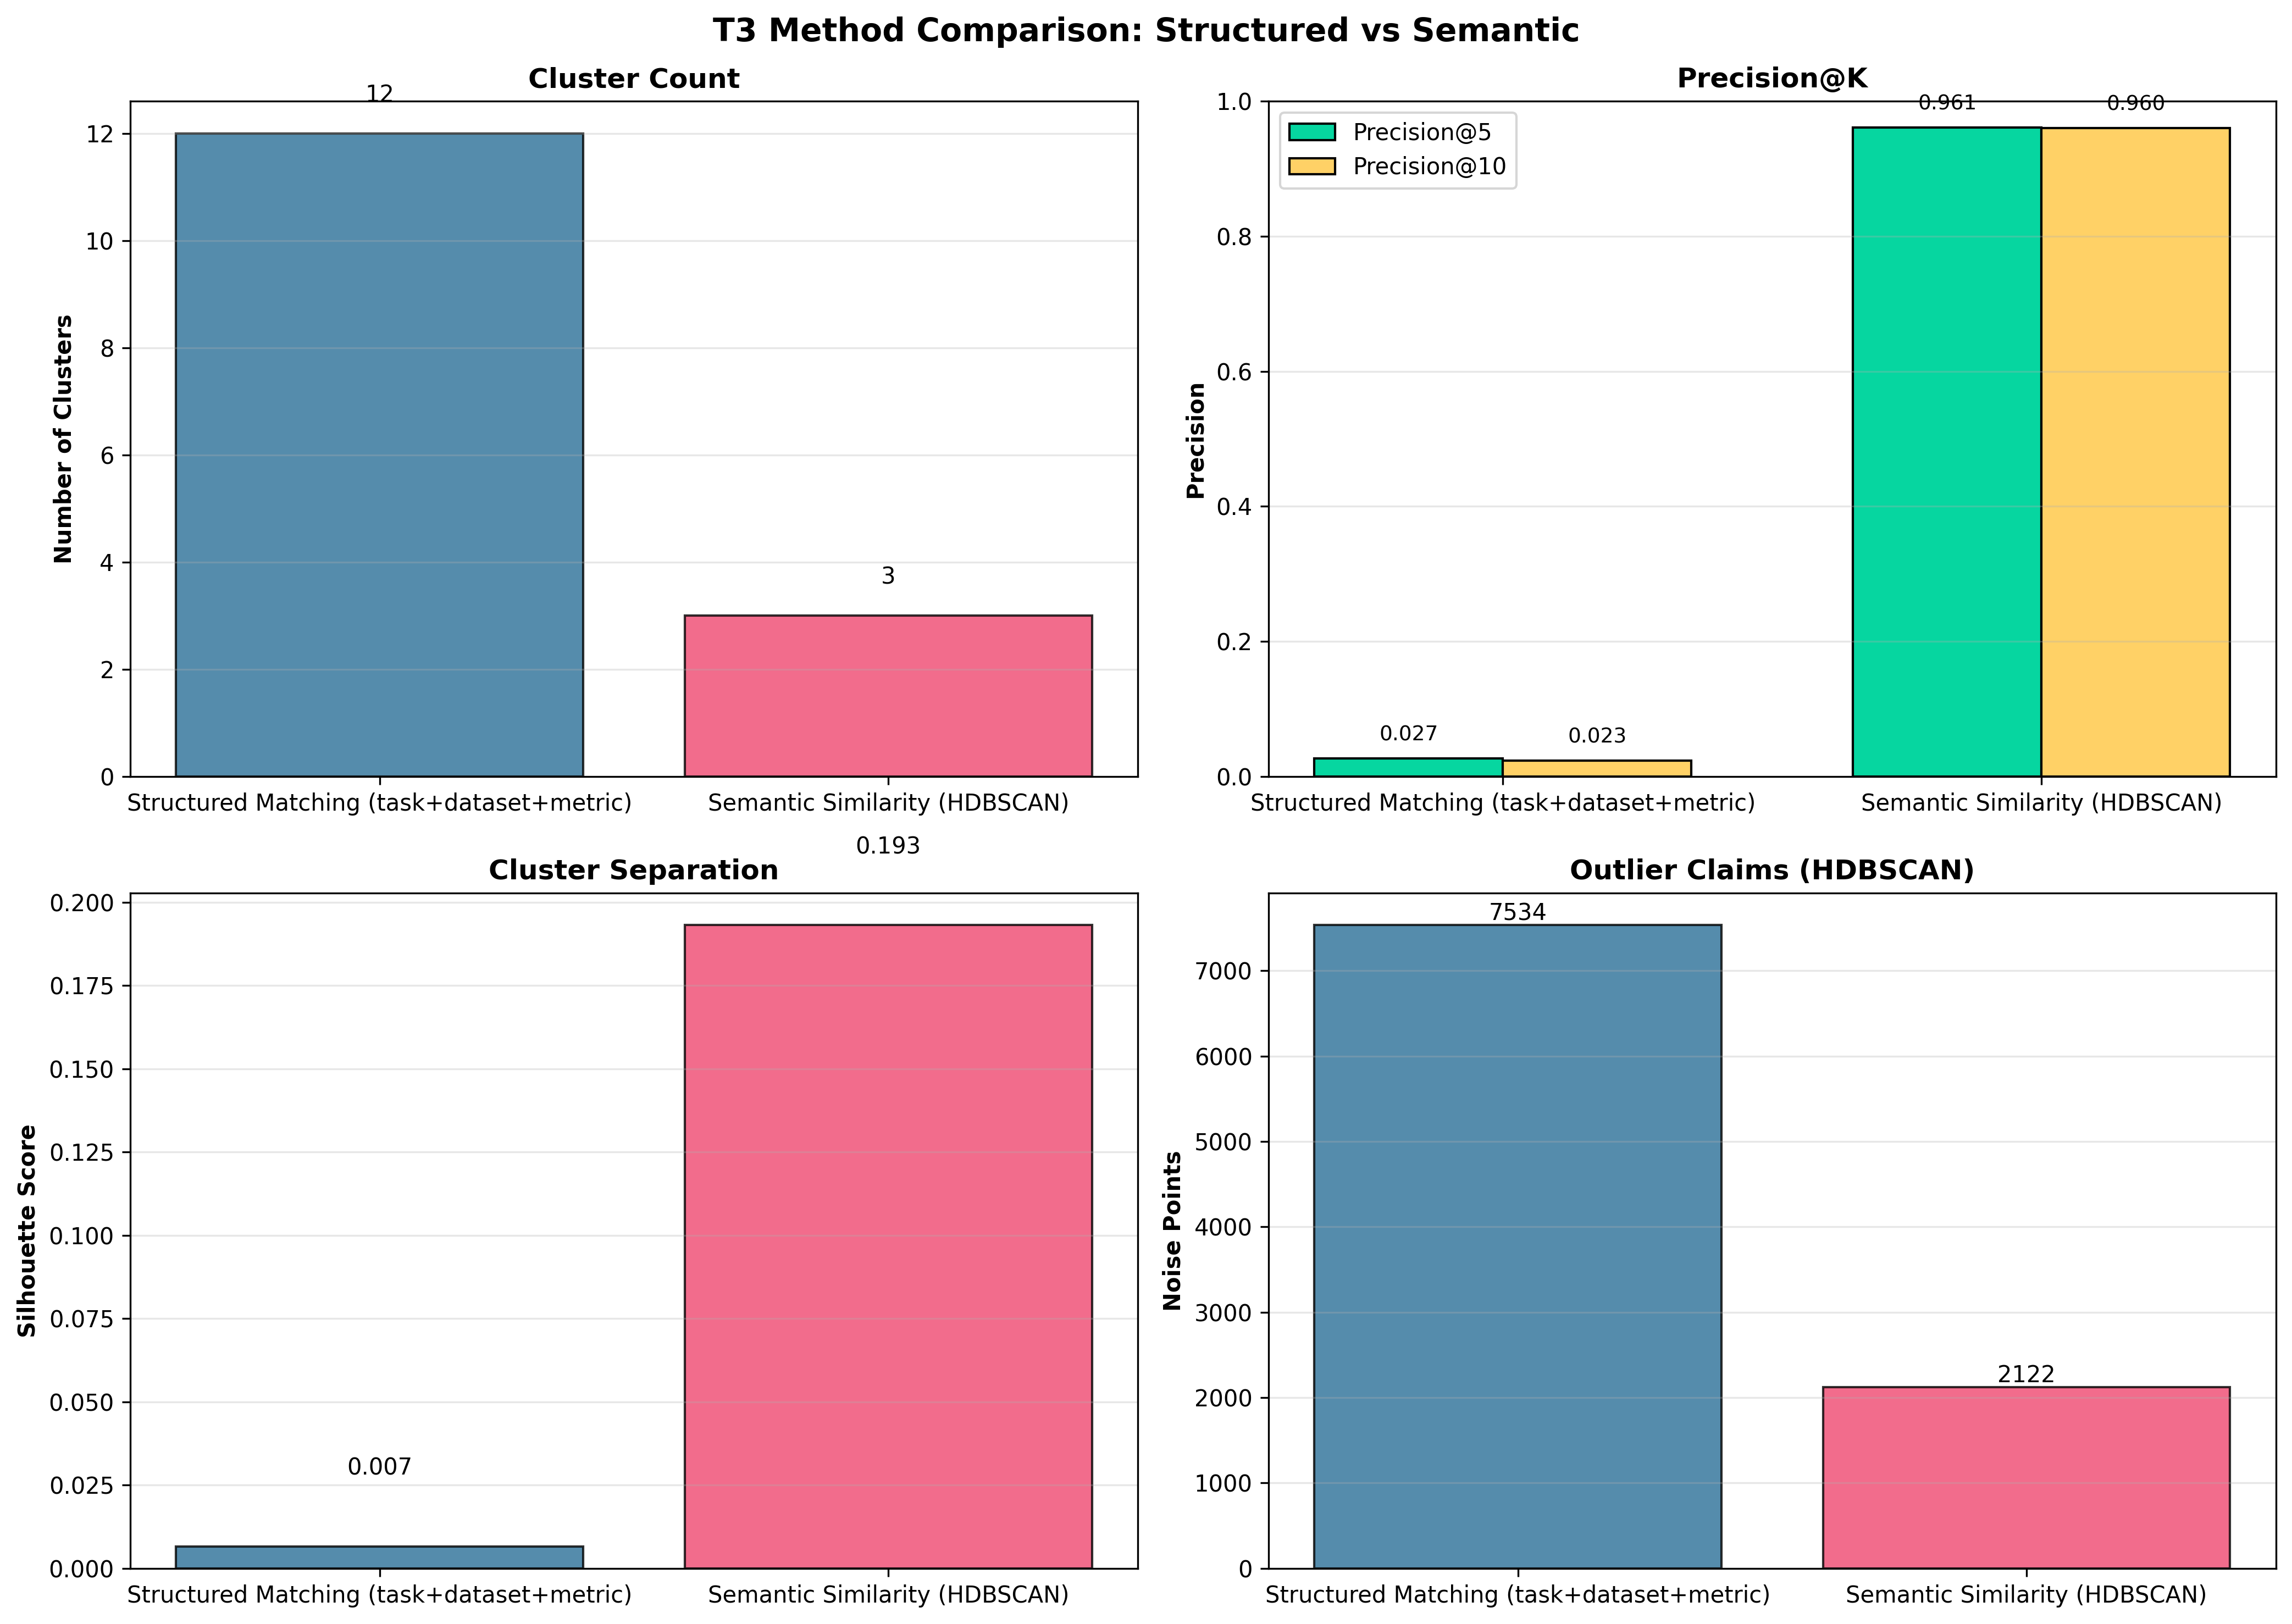 T3 Method Comparison: Structured vs Semantic
Cluster Count
12
12
10
8
6
4
2
0
Number of Clusters
3
Structured Matching (task+dataset+metric)
Semantic Similarity (HDBSCAN)
Precision@K
Precision@5
Precision@10
1.0
0.8
0.6
0.4
0.2
0.0
Precision
0.027
0.023
0.961
0.960
Structured Matching (task+dataset+metric)
Semantic Similarity (HDBSCAN)
Cluster Separation
0.193
0.200
0.175
0.150
0.125
0.100
0.075
0.050
0.025
0.000
Silhouette Score
0.007
Structured Matching (task+dataset+metric)
Semantic Similarity (HDBSCAN)
Outlier Claims (HDBSCAN)
7534
7000
6000
5000
4000
3000
2000
1000
0
Noise Points
2122
Structured Matching (task+dataset+metric)
Semantic Similarity (HDBSCAN)